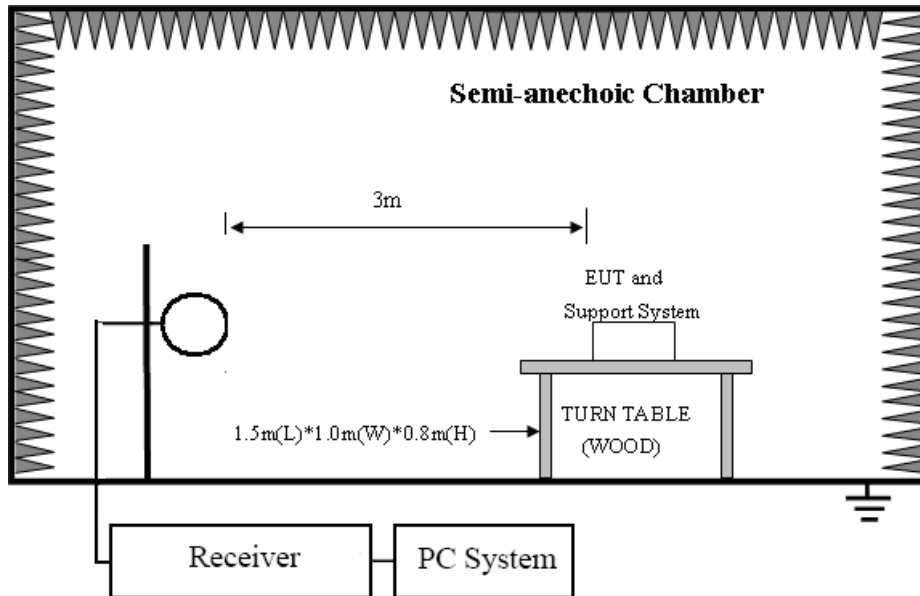 Semi-anechoic Chamber
3m
EUT and
Support System
1.5m(L)*1.0m(W)*0.8m(H)
TURN TABLE
(WOOD)
Receiver
PC System